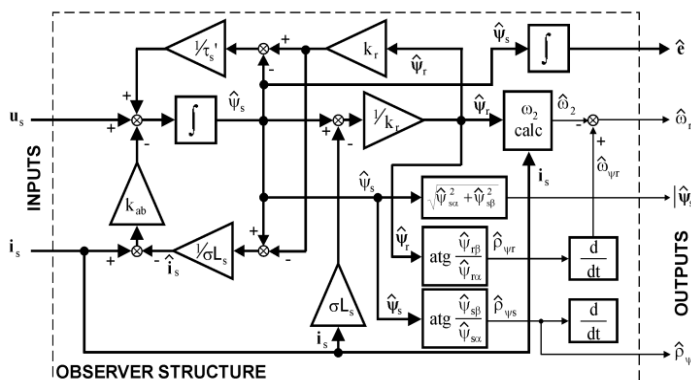 1/τs' + - kr ψ̂r ψ̂s ∫ ê
us + + - ∫ ψ̂s + - 1/kr ψ̂r ω2 calc ω̂2 - + ω̂r
is
ω̂ψr
INPUTS
kab
ψ̂s √ψ̂sα² + ψ̂sβ²
is + - îs 1/σLs + -
ψ̂r atg ψ̂rβ/ψ̂rα ρ̂ψr d/dt
OUTPUTS
σLs
ψ̂s atg ψ̂sβ/ψ̂sα ρ̂ψs d/dt
is
OBSERVER STRUCTURE